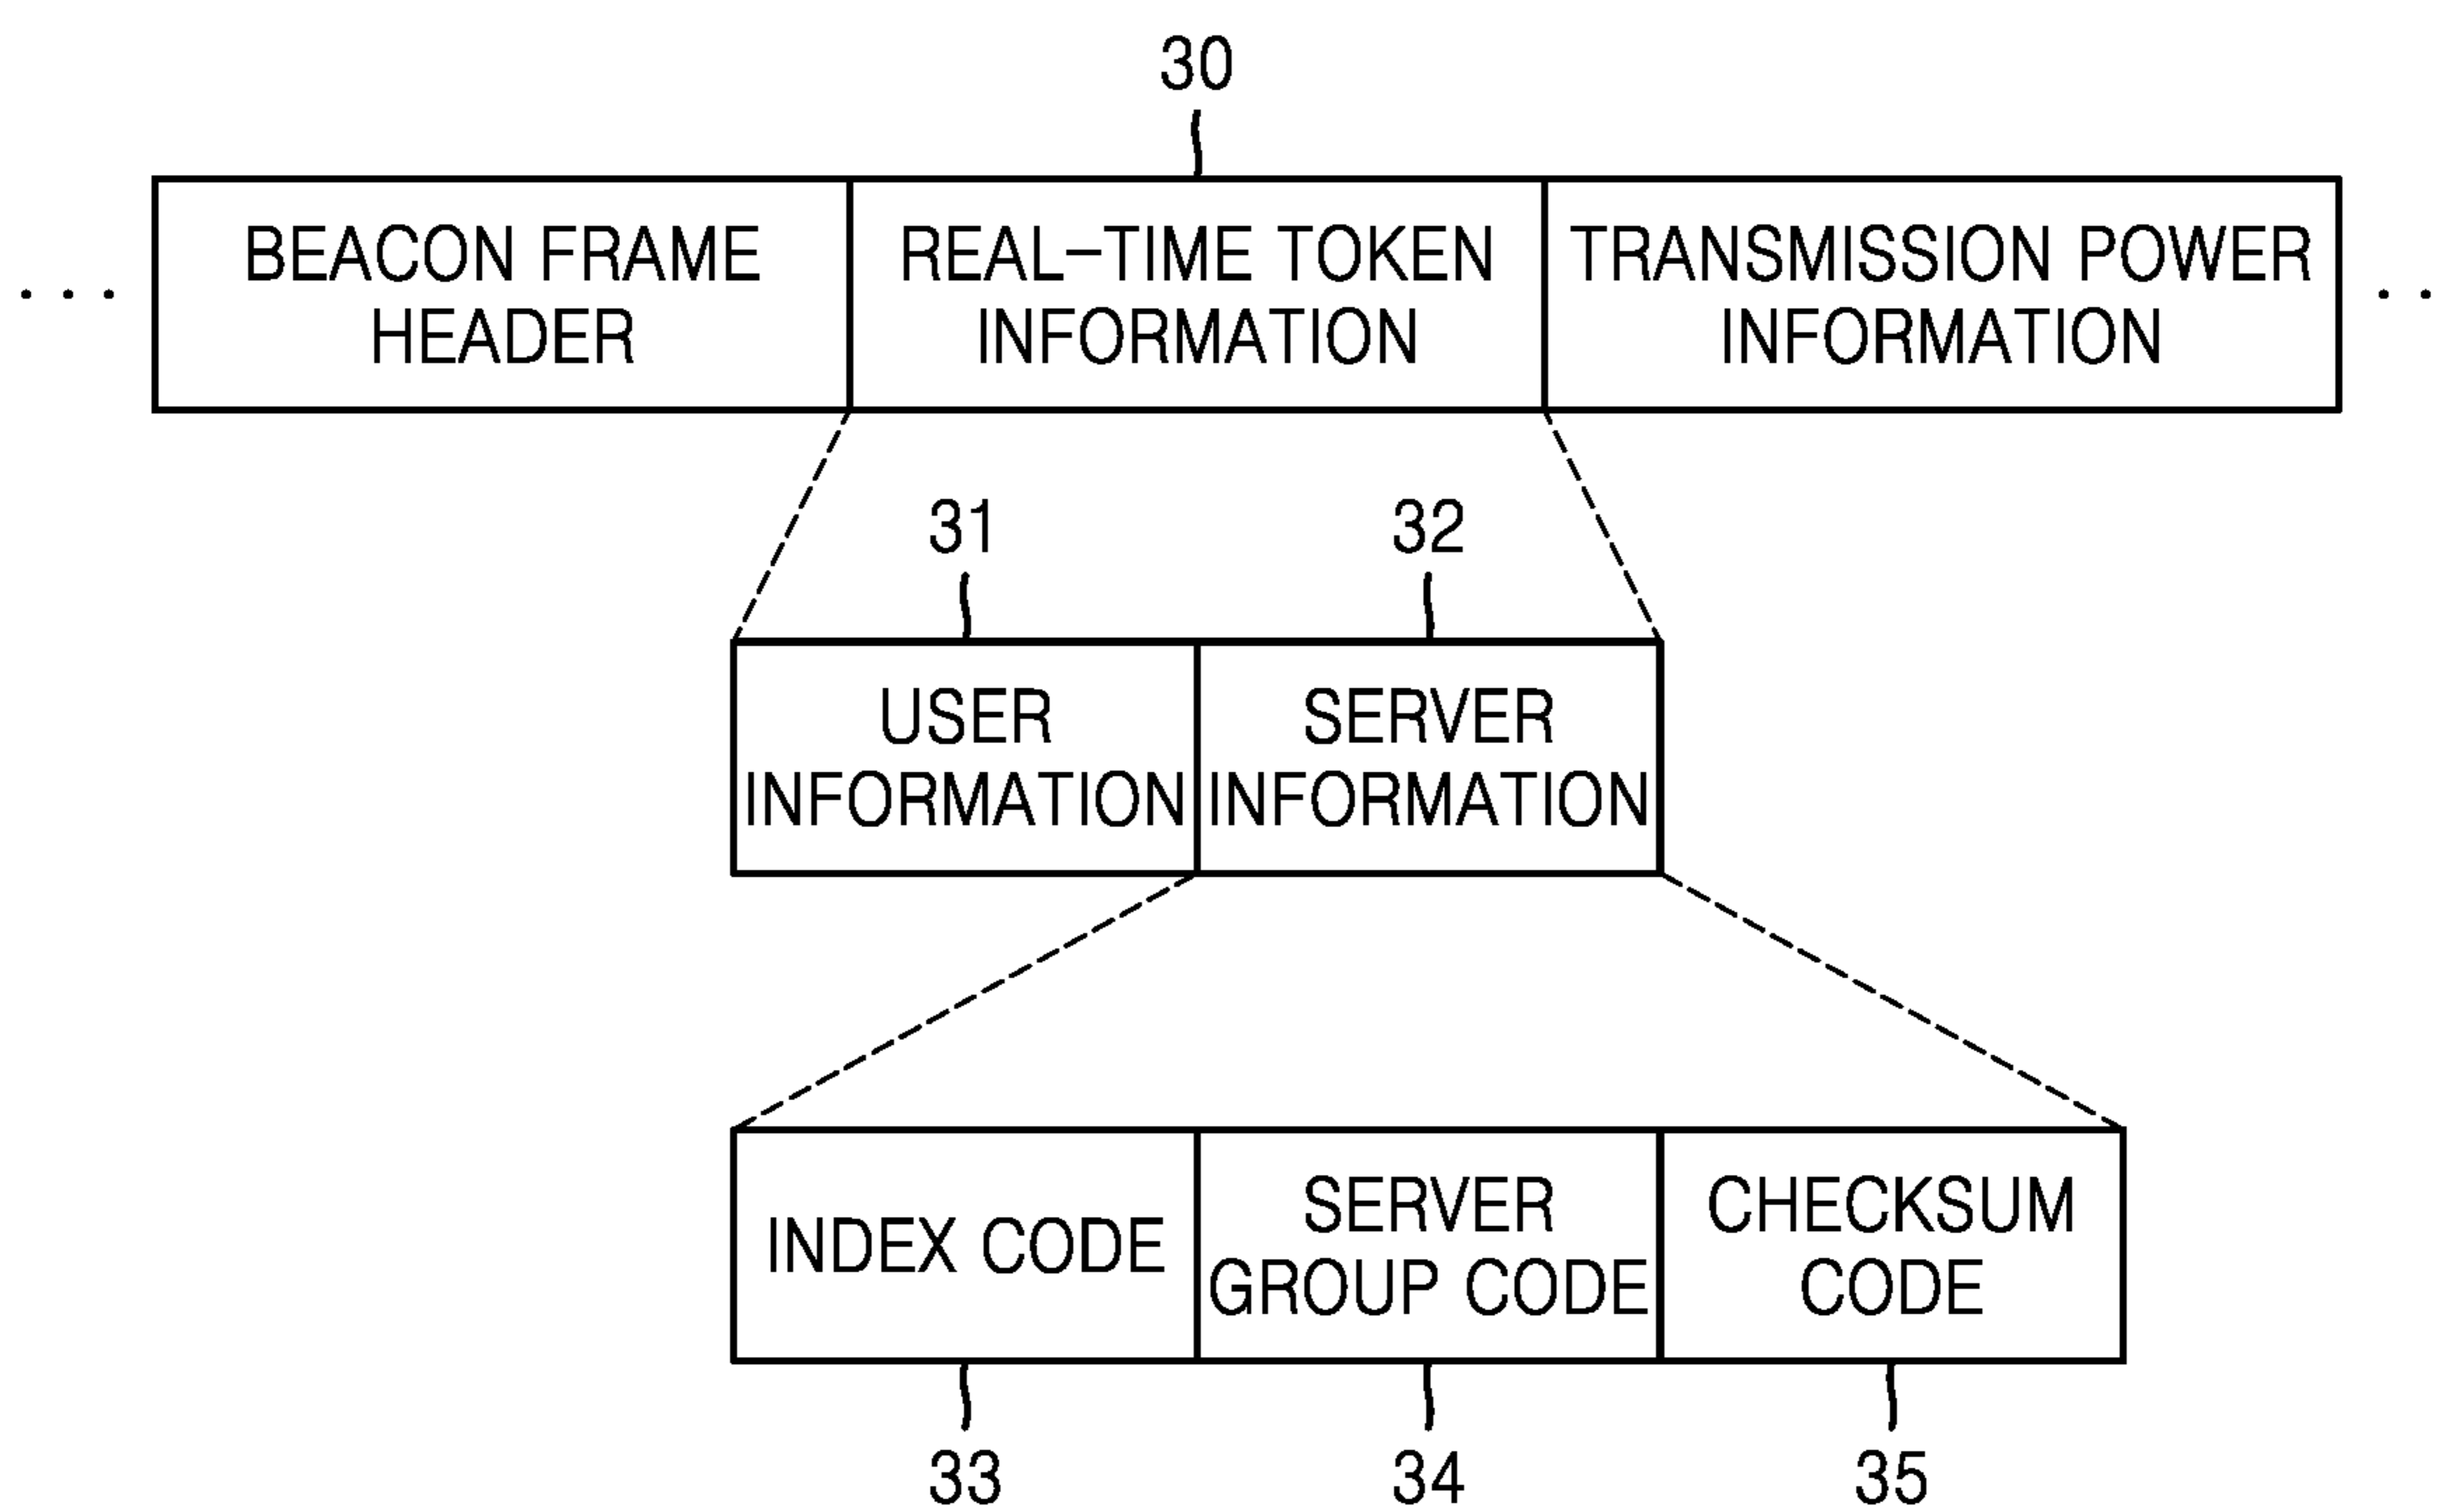 30
BEACON FRAME
HEADER
REAL-TIME TOKEN
INFORMATION
TRANSMISSION POWER
INFORMATION
31
32
USER
INFORMATION
SERVER
INFORMATION
INDEX CODE
SERVER
GROUP CODE
CHECKSUM
CODE
33
34
35